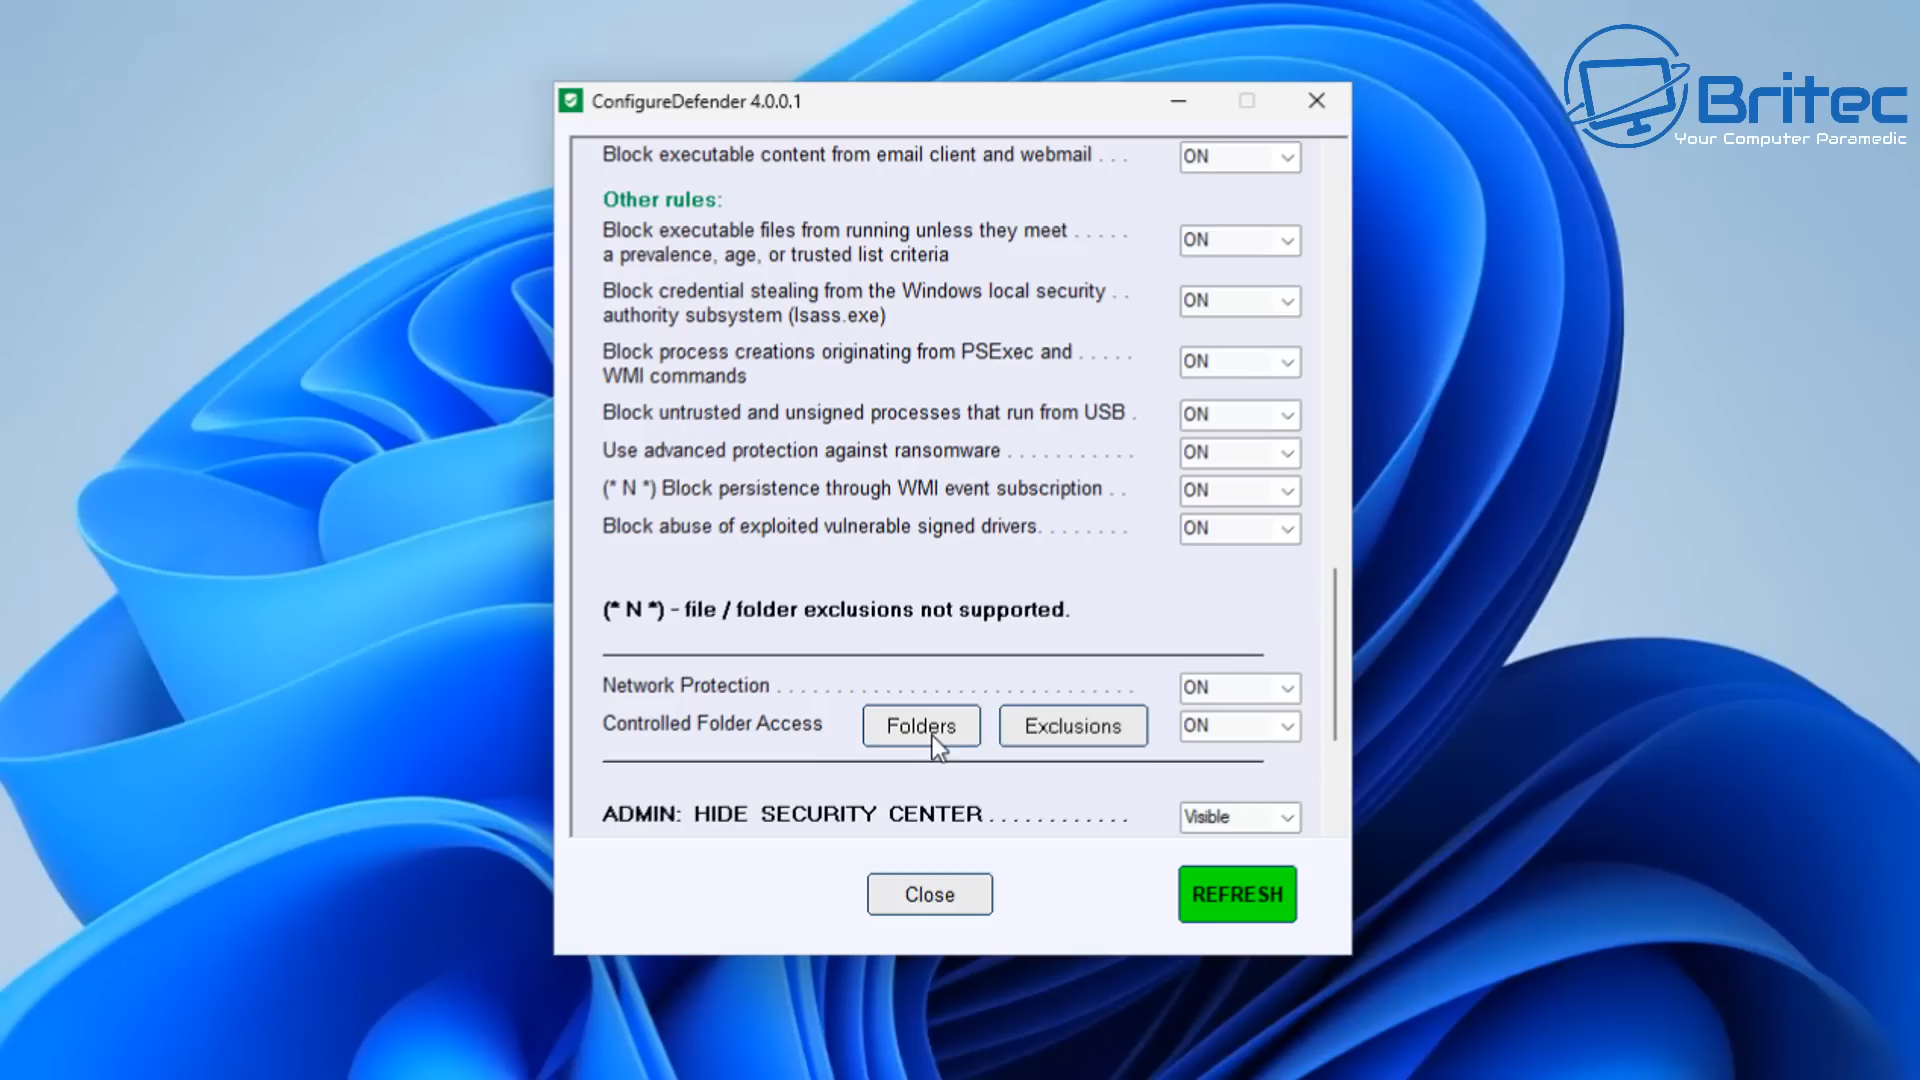 Britec
Your Computer Paramedic
ConfigureDefender 4.0.0.1
Block executable content from email client and webmail . . . ON
Other rules:
Block executable files from running unless they meet . . . . . ON
a prevalence, age, or trusted list criteria
Block credential stealing from the Windows local security . . ON
authority subsystem (lsass.exe)
Block process creations originating from PSExec and . . . . . ON
WMI commands
Block untrusted and unsigned processes that run from USB . ON
Use advanced protection against ransomware . . . . . . . . . . . ON
(* N *) Block persistence through WMI event subscription . . ON
Block abuse of exploited vulnerable signed drivers. . . . . . . . ON
(* N *) - file / folder exclusions not supported.
Network Protection . . . . . . . . . . . . . . . . . . . . . . . . . . . . . . ON
Controlled Folder Access Folders Exclusions ON
ADMIN: HIDE SECURITY CENTER . . . . . . . . . . . . Visible
Close REFRESH